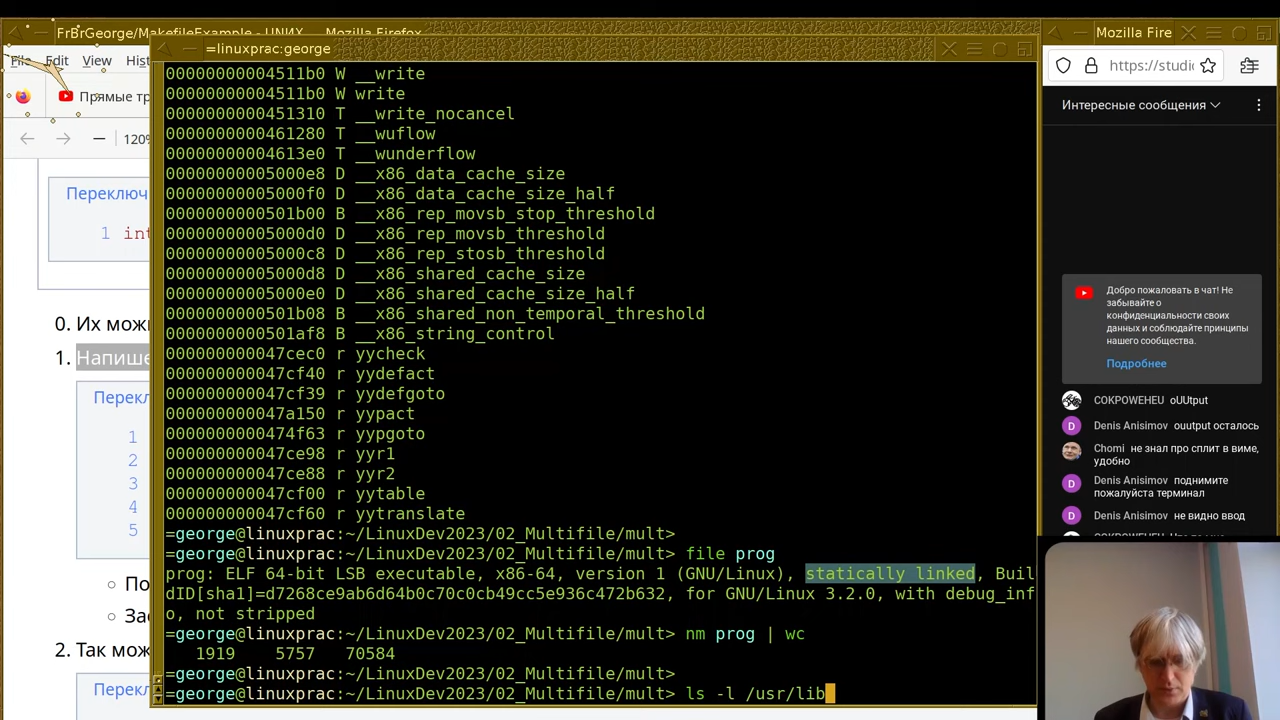 FrBrGeorge/MakefileExample - UNИX — Mozilla Firefox
Mozilla Fire
=linuxprac:george
File Edit View Hist
https://studi
Прямые тр
Интересные сообщения
120%
00000000004511b0 W __write
00000000004511b0 W write
0000000000451310 T __write_nocancel
0000000000461280 T __wuflow
00000000004613e0 T __wunderflow
00000000005000e8 D __x86_data_cache_size
00000000005000f0 D __x86_data_cache_size_half
0000000000501b00 B __x86_rep_movsb_stop_threshold
00000000005000d0 D __x86_rep_movsb_threshold
00000000005000c8 D __x86_rep_stosb_threshold
00000000005000d8 D __x86_shared_cache_size
00000000005000e0 D __x86_shared_cache_size_half
0000000000501b08 B __x86_shared_non_temporal_threshold
0000000000501af8 B __x86_string_control
000000000047cec0 r yycheck
000000000047cf40 r yydefact
000000000047cf39 r yydefgoto
000000000047a150 r yypact
0000000000474f63 r yypgoto
000000000047ce98 r yyr1
000000000047ce88 r yyr2
000000000047cf00 r yytable
000000000047cf60 r yytranslate
=george@linuxprac:~/LinuxDev2023/02_Multifile/mult>
=george@linuxprac:~/LinuxDev2023/02_Multifile/mult> file prog
prog: ELF 64-bit LSB executable, x86-64, version 1 (GNU/Linux), statically linked, Buil
dID[sha1]=d7268ce9ab6d64b0c70c0cb49cc5e936c472b632, for GNU/Linux 3.2.0, with debug_inf
o, not stripped
=george@linuxprac:~/LinuxDev2023/02_Multifile/mult> nm prog | wc
1919 5757 70584
=george@linuxprac:~/LinuxDev2023/02_Multifile/mult>
=george@linuxprac:~/LinuxDev2023/02_Multifile/mult> ls -l /usr/lib
Переключ
1 int
0. Их мож
1. Напише
Перекл
1
2
3
4
5
По
За
2. Так мож
Перекл
Добро пожаловать в чат! Не
забывайте о
конфиденциальности своих
данных и соблюдайте принципы
нашего сообщества.
Подробнее
COKPOWEHEU oUUtput
Denis Anisimov ouutput осталось
Chomi не знал про сплит в виме,
удобно
Denis Anisimov поднимите
пожалуйста терминал
Denis Anisimov не видно ввод